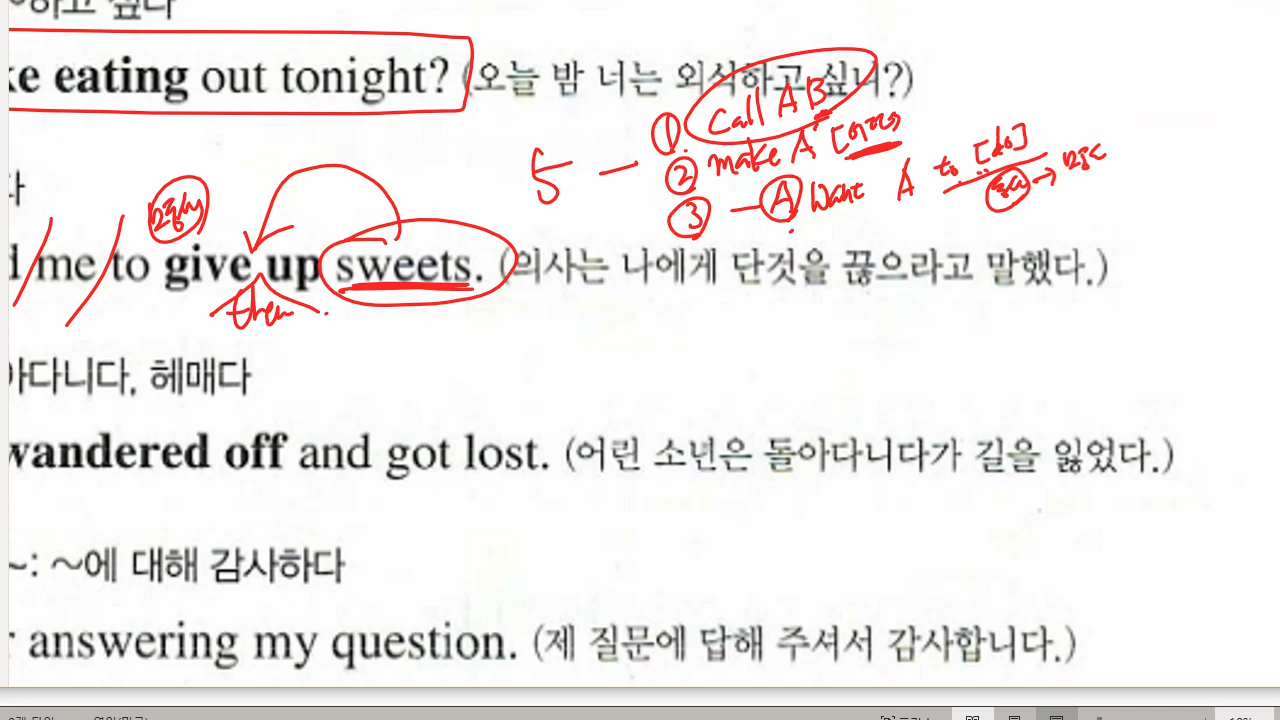 ~하고 싶다
ke eating out tonight? (오늘 밤 너는 외식하고 싶니?)
① call A B
5 — ② make A
③ — Ⓐ want A to [do]
다
d me to give up sweets. (의사는 나에게 단것을 끊으라고 말했다.)
them
아다니다, 헤매다
wandered off and got lost. (어린 소년은 돌아다니다가 길을 잃었다.)
~: ~에 대해 감사하다
r answering my question. (제 질문에 답해 주셔서 감사합니다.)